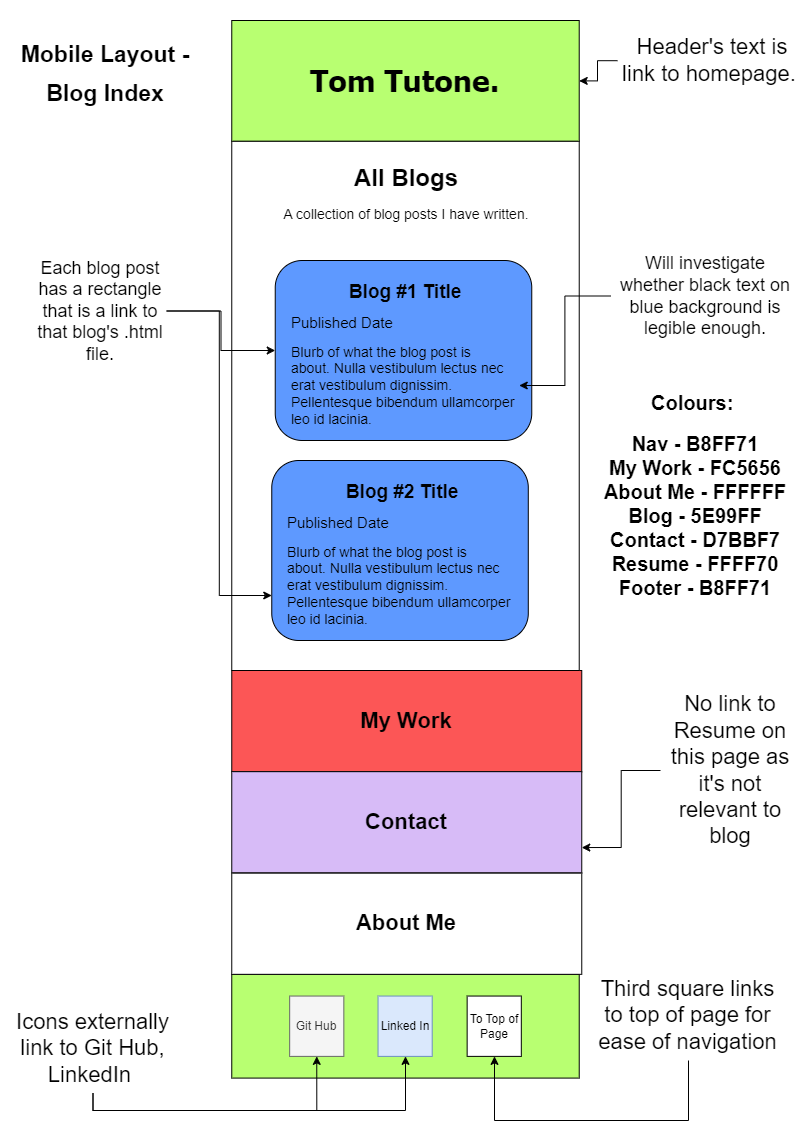 Mobile Layout -
Blog Index
Tom Tutone.
Header's text is
link to homepage.
All Blogs
A collection of blog posts I have written.
Each blog post
has a rectangle
that is a link to
that blog's .html
file.
Blog #1 Title
Published Date
Blurb of what the blog post is
about. Nulla vestibulum lectus nec
erat vestibulum dignissim.
Pellentesque bibendum ullamcorper
leo id lacinia.
Will investigate
whether black text on
blue background is
legible enough.
Colours:
Nav - B8FF71
My Work - FC5656
About Me - FFFFFF
Blog - 5E99FF
Contact - D7BBF7
Resume - FFFF70
Footer - B8FF71
Blog #2 Title
Published Date
Blurb of what the blog post is
about. Nulla vestibulum lectus nec
erat vestibulum dignissim.
Pellentesque bibendum ullamcorper
leo id lacinia.
My Work
Contact
About Me
No link to
Resume on
this page as
it's not
relevant to
blog
Git Hub
Linked In
To Top of
Page
Icons externally
link to Git Hub,
LinkedIn
Third square links
to top of page for
ease of navigation